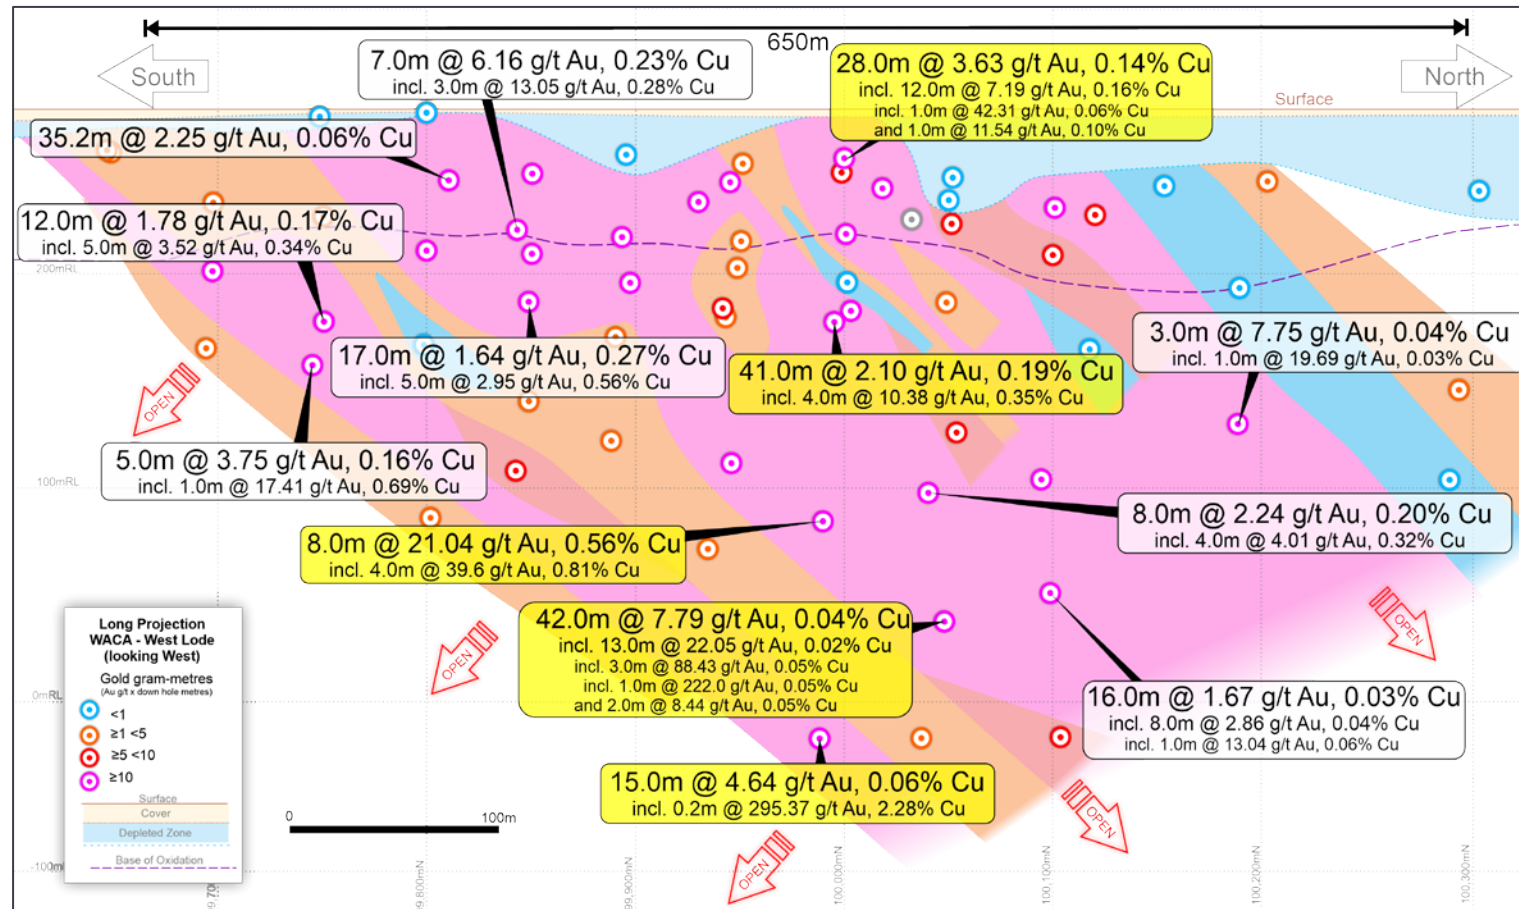 650m
South
North
Surface
7.0m @ 6.16 g/t Au, 0.23% Cu
incl. 3.0m @ 13.05 g/t Au, 0.28% Cu
28.0m @ 3.63 g/t Au, 0.14% Cu
incl. 12.0m @ 7.19 g/t Au, 0.16% Cu
incl. 1.0m @ 42.31 g/t Au, 0.06% Cu
and 1.0m @ 11.54 g/t Au, 0.10% Cu
35.2m @ 2.25 g/t Au, 0.06% Cu
12.0m @ 1.78 g/t Au, 0.17% Cu
incl. 5.0m @ 3.52 g/t Au, 0.34% Cu
200mRL
17.0m @ 1.64 g/t Au, 0.27% Cu
incl. 5.0m @ 2.95 g/t Au, 0.56% Cu
41.0m @ 2.10 g/t Au, 0.19% Cu
incl. 4.0m @ 10.38 g/t Au, 0.35% Cu
3.0m @ 7.75 g/t Au, 0.04% Cu
incl. 1.0m @ 19.69 g/t Au, 0.03% Cu
OPEN
5.0m @ 3.75 g/t Au, 0.16% Cu
incl. 1.0m @ 17.41 g/t Au, 0.69% Cu
100mRL
8.0m @ 2.24 g/t Au, 0.20% Cu
incl. 4.0m @ 4.01 g/t Au, 0.32% Cu
8.0m @ 21.04 g/t Au, 0.56% Cu
incl. 4.0m @ 39.6 g/t Au, 0.81% Cu
42.0m @ 7.79 g/t Au, 0.04% Cu
incl. 13.0m @ 22.05 g/t Au, 0.02% Cu
incl. 3.0m @ 88.43 g/t Au, 0.05% Cu
incl. 1.0m @ 222.0 g/t Au, 0.05% Cu
and 2.0m @ 8.44 g/t Au, 0.05% Cu
OPEN
OPEN
16.0m @ 1.67 g/t Au, 0.03% Cu
incl. 8.0m @ 2.86 g/t Au, 0.04% Cu
incl. 1.0m @ 13.04 g/t Au, 0.06% Cu
15.0m @ 4.64 g/t Au, 0.06% Cu
incl. 0.2m @ 295.37 g/t Au, 2.28% Cu
OPEN
OPEN
Long Projection
WACA - West Lode
(looking West)
Gold gram-metres
(Au g/t x down hole metres)
<1
≥1 <5
≥5 <10
≥10
Surface
Cover
Depleted Zone
Base of Oxidation
0mRL
0
100m
100,000mN
100,100mN
100,200mN
100,300mN